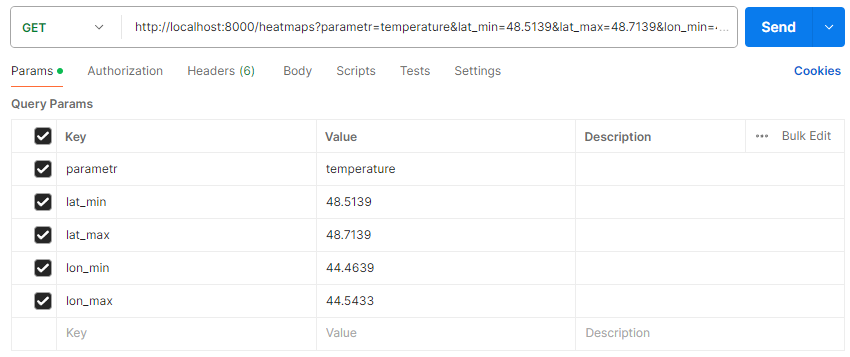 GET http://localhost:8000/heatmaps?parametr=temperature&lat_min=48.5139&lat_max=48.7139&lon_min= Send
Params Authorization Headers (6) Body Scripts Tests Settings Cookies
Query Params
Key Value Description ••• Bulk Edit
parametr temperature
lat_min 48.5139
lat_max 48.7139
lon_min 44.4639
lon_max 44.5433
Key Value Description